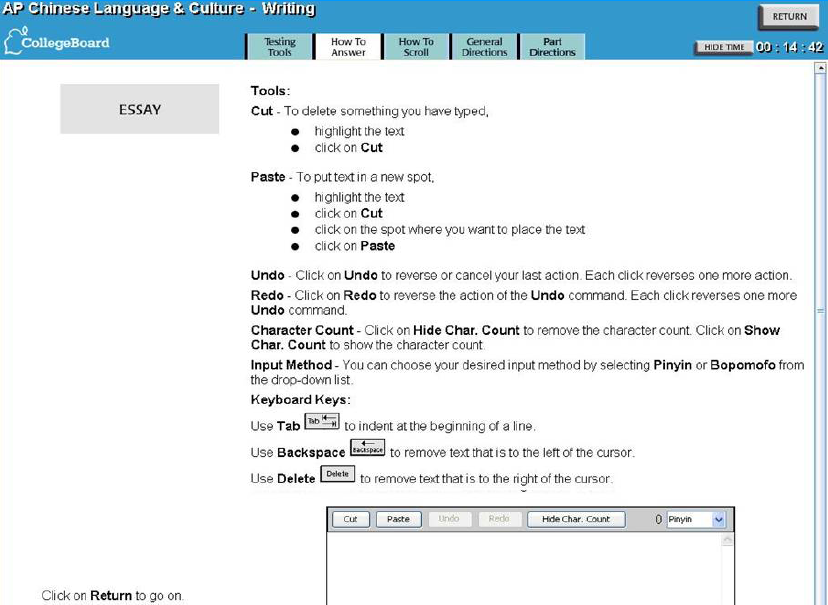 AP Chinese Language & Culture - Writing
RETURN
CollegeBoard
Testing Tools
How To Answer
How To Scroll
General Directions
Part Directions
HIDE TIME 00 : 14 : 42
ESSAY
Tools:
Cut - To delete something you have typed,
● highlight the text
● click on Cut
Paste - To put text in a new spot,
● highlight the text
● click on Cut
● click on the spot where you want to place the text
● click on Paste
Undo - Click on Undo to reverse or cancel your last action. Each click reverses one more action.
Redo - Click on Redo to reverse the action of the Undo command. Each click reverses one more
Undo command.
Character Count - Click on Hide Char. Count to remove the character count. Click on Show
Char. Count to show the character count.
Input Method - You can choose your desired input method by selecting Pinyin or Bopomofo from
the drop-down list.
Keyboard Keys:
Use Tab Tab to indent at the beginning of a line.
Use Backspace Backspace to remove text that is to the left of the cursor.
Use Delete Delete to remove text that is to the right of the cursor.
Cut Paste Undo Redo Hide Char. Count 0 Pinyin
Click on Return to go on.